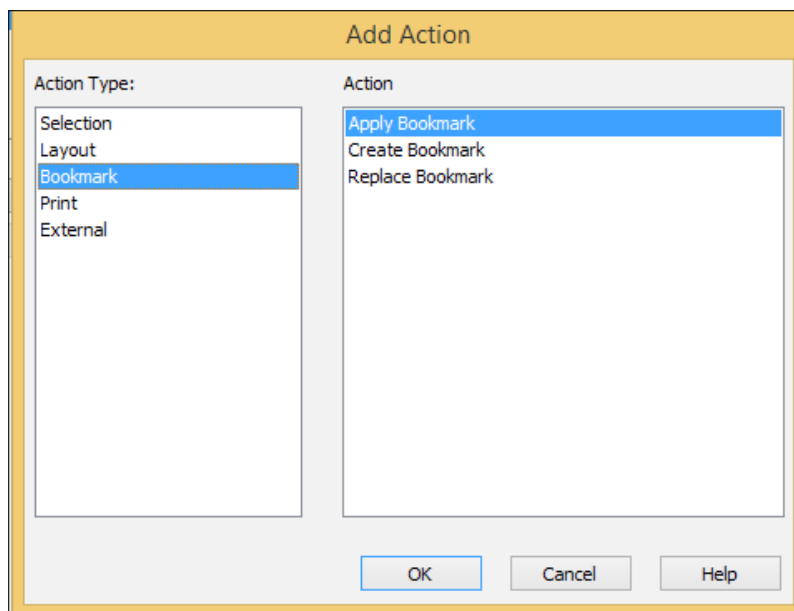 Add Action
Action Type:
Action
Selection
Layout
Bookmark
Print
External
Apply Bookmark
Create Bookmark
Replace Bookmark
OK
Cancel
Help